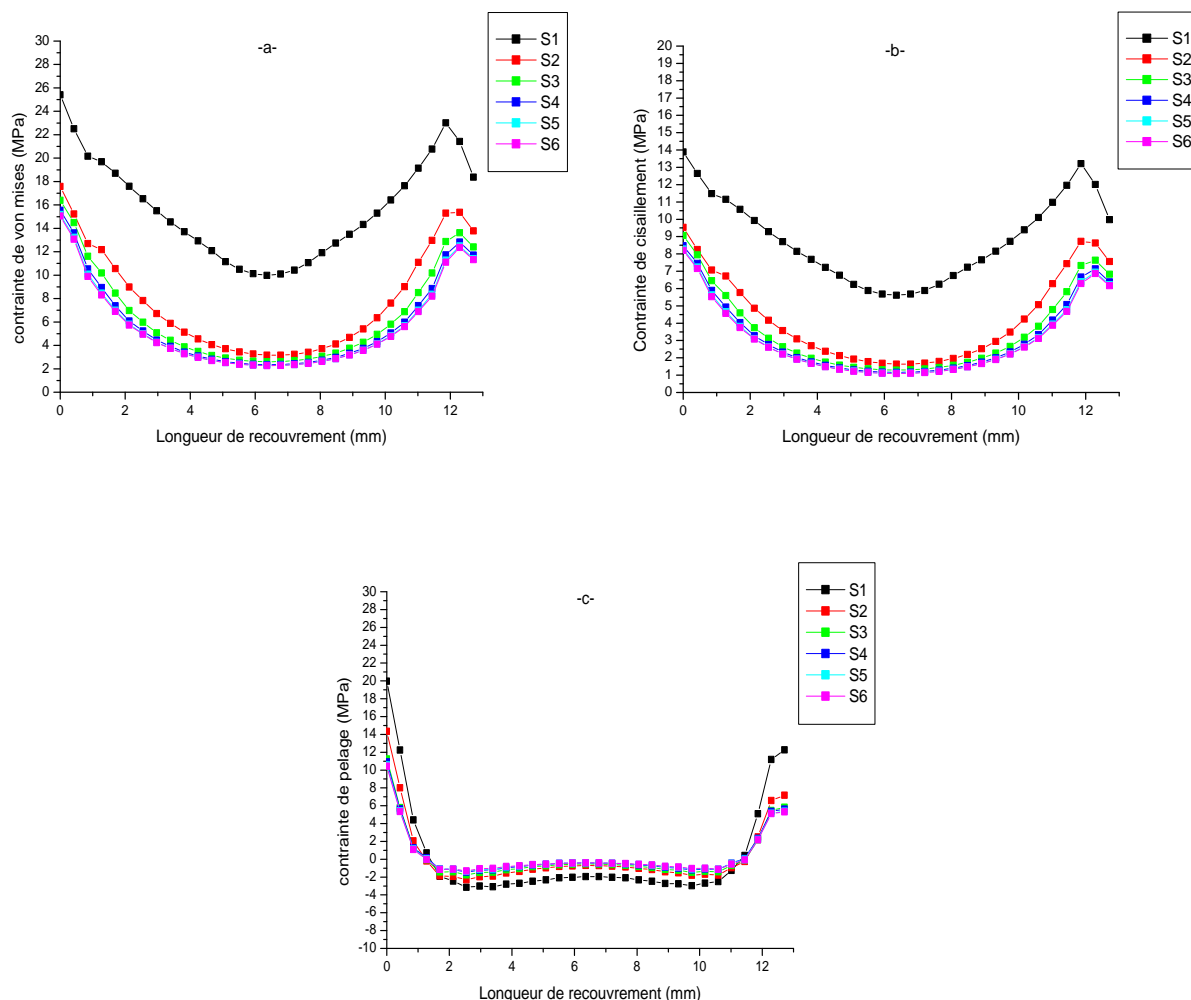 -a-
contrainte de von mises (MPa)
30
28
26
24
22
20
18
16
14
12
10
8
6
4
2
0
0 2 4 6 8 10 12
Longueur de recouvrement (mm)
S1
S2
S3
S4
S5
S6
-b-
Contrainte de cisaillement (MPa)
20
19
18
17
16
15
14
13
12
11
10
9
8
7
6
5
4
3
2
1
0
0 2 4 6 8 10 12
Longueur de recouvrement (mm)
S1
S2
S3
S4
S5
S6
-c-
contrainte de pelage (MPa)
30
28
26
24
22
20
18
16
14
12
10
8
6
4
2
0
-2
-4
-6
-8
-10
0 2 4 6 8 10 12
Longueur de recouvrement (mm)
S1
S2
S3
S4
S5
S6